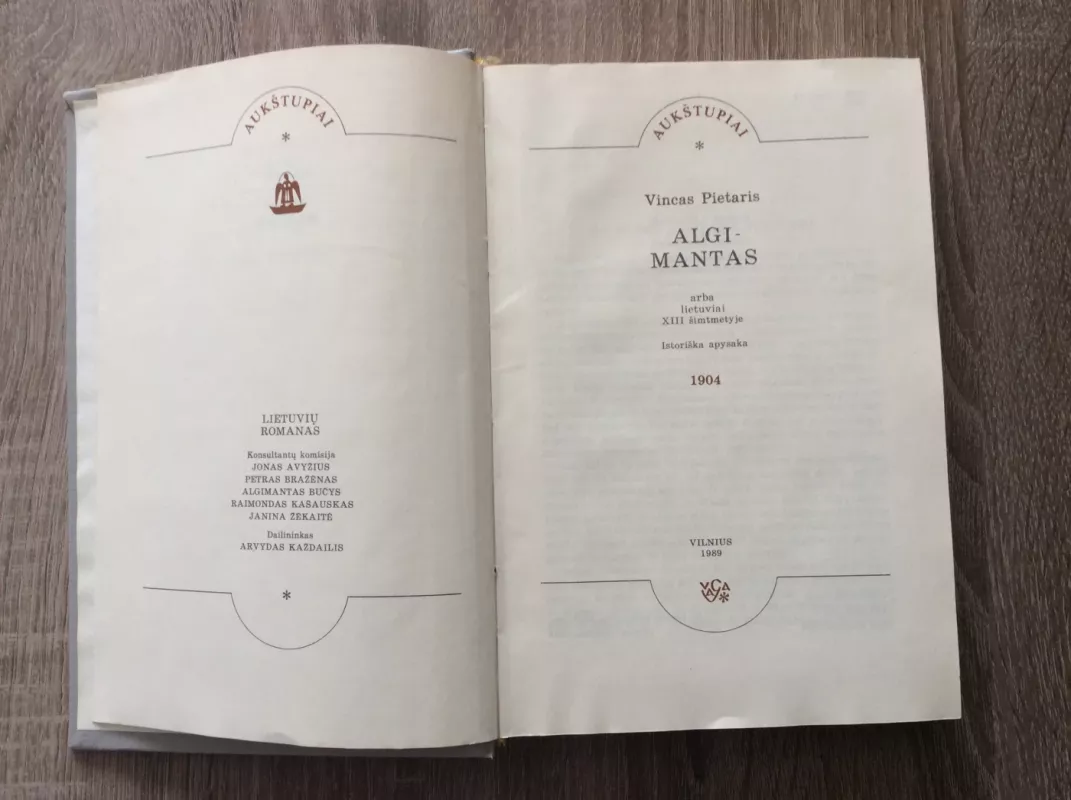 AUKŠTUPIAI
*
LIETUVIŲ
ROMANAS
Konsultantų komisija
JONAS AVYŽIUS
PETRAS BRAŽĖNAS
ALGIMANTAS BUČYS
RAIMONDAS KAŠAUSKAS
JANINA ŽĖKAITĖ
Dailininkas
ARVYDAS KAŽDAILIS
*
AUKŠTUPIAI
*
Vincas Pietaris
ALGI-
MANTAS
arba
lietuviai
XIII šimtmetyje
Istoriška apysaka
1904
VILNIUS
1989
VAGA
*